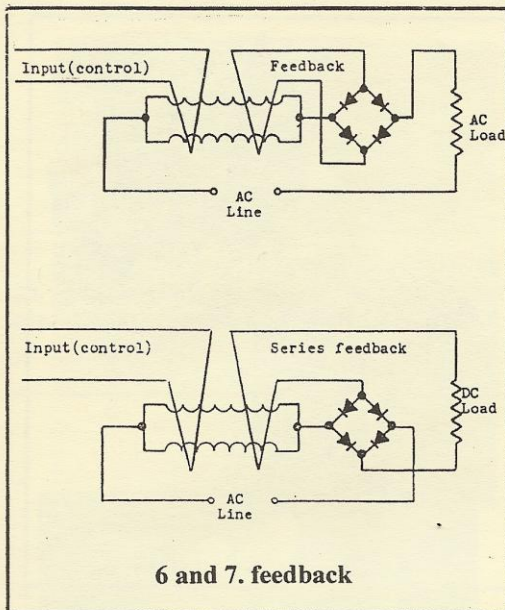 Input(control)
Feedback
AC
Load
AC
Line
Input(control)
Series feedback
DC
Load
AC
Line
6 and 7. feedback